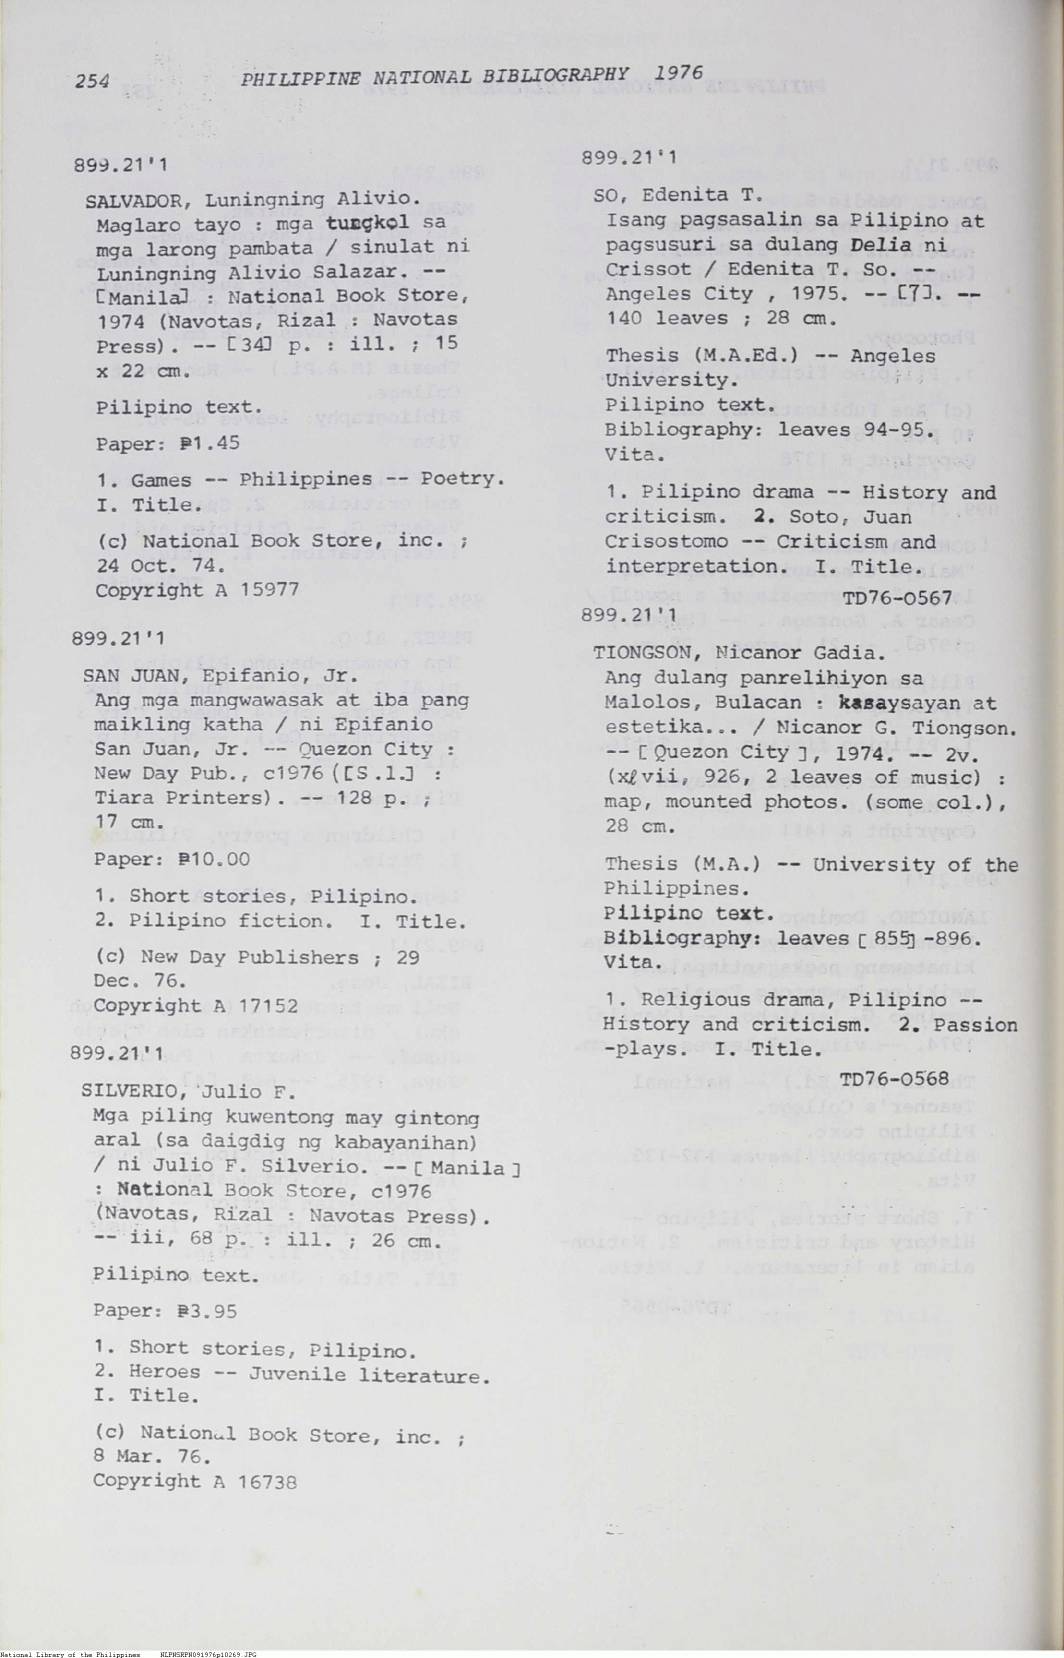 254 PHILIPPINE NATIONAL BIBLIOGRAPHY 1976
899.21'1
SALVADOR, Luningning Alivio.
Maglaro tayo : mga tungkol sa
mga larong pambata / sinulat ni
Luningning Alivio Salazar. --
[Manila] : National Book Store,
1974 (Navotas, Rizal : Navotas
Press). -- [34] p. : ill. ; 15
x 22 cm.
Pilipino text.
Paper: ₱1.45
1. Games -- Philippines -- Poetry.
I. Title.
(c) National Book Store, inc. ;
24 Oct. 74.
Copyright A 15977
899.21'1
SAN JUAN, Epifanio, Jr.
Ang mga mangwawasak at iba pang
maikling katha / ni Epifanio
San Juan, Jr. -- Quezon City :
New Day Pub., c1976 ([S.l.] :
Tiara Printers). -- 128 p. ;
17 cm.
Paper: ₱10.00
1. Short stories, Pilipino.
2. Pilipino fiction. I. Title.
(c) New Day Publishers ; 29
Dec. 76.
Copyright A 17152
899.21'1
SILVERIO, Julio F.
Mga piling kuwentong may gintong
aral (sa daigdig ng kabayanihan)
/ ni Julio F. Silverio. -- [Manila]
: National Book Store, c1976
(Navotas, Rizal : Navotas Press).
-- iii, 68 p. : ill. ; 26 cm.
Pilipino text.
Paper: ₱3.95
1. Short stories, Pilipino.
2. Heroes -- Juvenile literature.
I. Title.
(c) National Book Store, inc. ;
8 Mar. 76.
Copyright A 16738
899.21'1
SO, Edenita T.
Isang pagsasalin sa Pilipino at
pagsusuri sa dulang Delia ni
Crissot / Edenita T. So. --
Angeles City , 1975. -- [7]. --
140 leaves ; 28 cm.
Thesis (M.A.Ed.) -- Angeles
University.
Pilipino text.
Bibliography: leaves 94-95.
Vita.
1. Pilipino drama -- History and
criticism. 2. Soto, Juan
Crisostomo -- Criticism and
interpretation. I. Title.
TD76-0567
899.21'1
TIONGSON, Nicanor Gadia.
Ang dulang panrelihiyon sa
Malolos, Bulacan : kasaysayan at
estetika... / Nicanor G. Tiongson.
-- [Quezon City], 1974. -- 2v.
(xlvii, 926, 2 leaves of music) :
map, mounted photos. (some col.),
28 cm.
Thesis (M.A.) -- University of the
Philippines.
Pilipino text.
Bibliography: leaves [855]-896.
Vita.
1. Religious drama, Pilipino --
History and criticism. 2. Passion
-plays. I. Title.
TD76-0568
National Library of the Philippines NLPNSRPN091976p10269.JPG